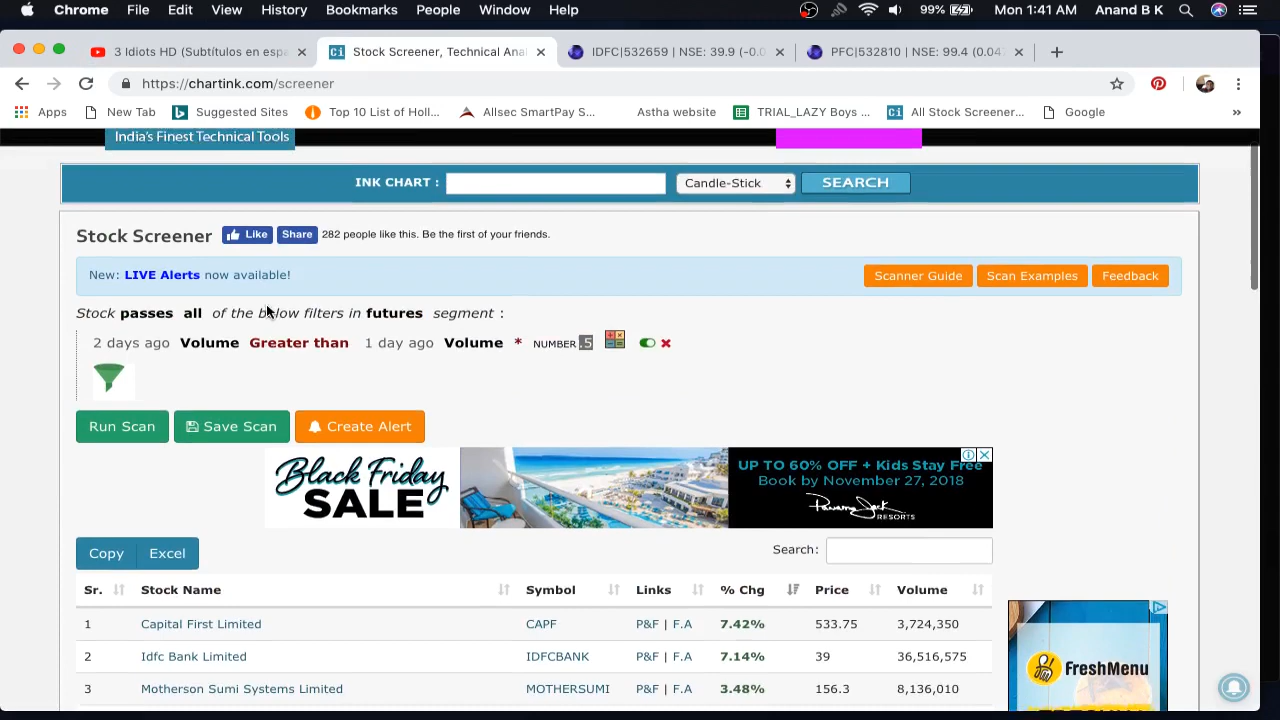 Chrome File Edit View History Bookmarks People Window Help 99% Mon 1:41 AM Anand B K
3 Idiots HD (Subtítulos en espa Stock Screener, Technical Anal IDFC|532659 | NSE: 39.9 (-0.0 PFC|532810 | NSE: 99.4 (0.04
https://chartink.com/screener
Apps New Tab Suggested Sites Top 10 List of Holl... Allsec SmartPay S... Astha website TRIAL_LAZY Boys ... All Stock Screener... Google »
India's Finest Technical Tools
INK CHART : Candle-Stick SEARCH
Stock Screener Like Share 282 people like this. Be the first of your friends.
New: LIVE Alerts now available! Scanner Guide Scan Examples Feedback
Stock passes all of the below filters in futures segment :
2 days ago Volume Greater than 1 day ago Volume * NUMBER .5
Run Scan Save Scan Create Alert
Black Friday SALE
UP TO 60% OFF + Kids Stay Free
Book by November 27, 2018
Panama Jack
RESORTS
Copy Excel Search:
Sr. Stock Name Symbol Links % Chg Price Volume
1 Capital First Limited CAPF P&F | F.A 7.42% 533.75 3,724,350
2 Idfc Bank Limited IDFCBANK P&F | F.A 7.14% 39 36,516,575
3 Motherson Sumi Systems Limited MOTHERSUMI P&F | F.A 3.48% 156.3 8,136,010
FreshMenu